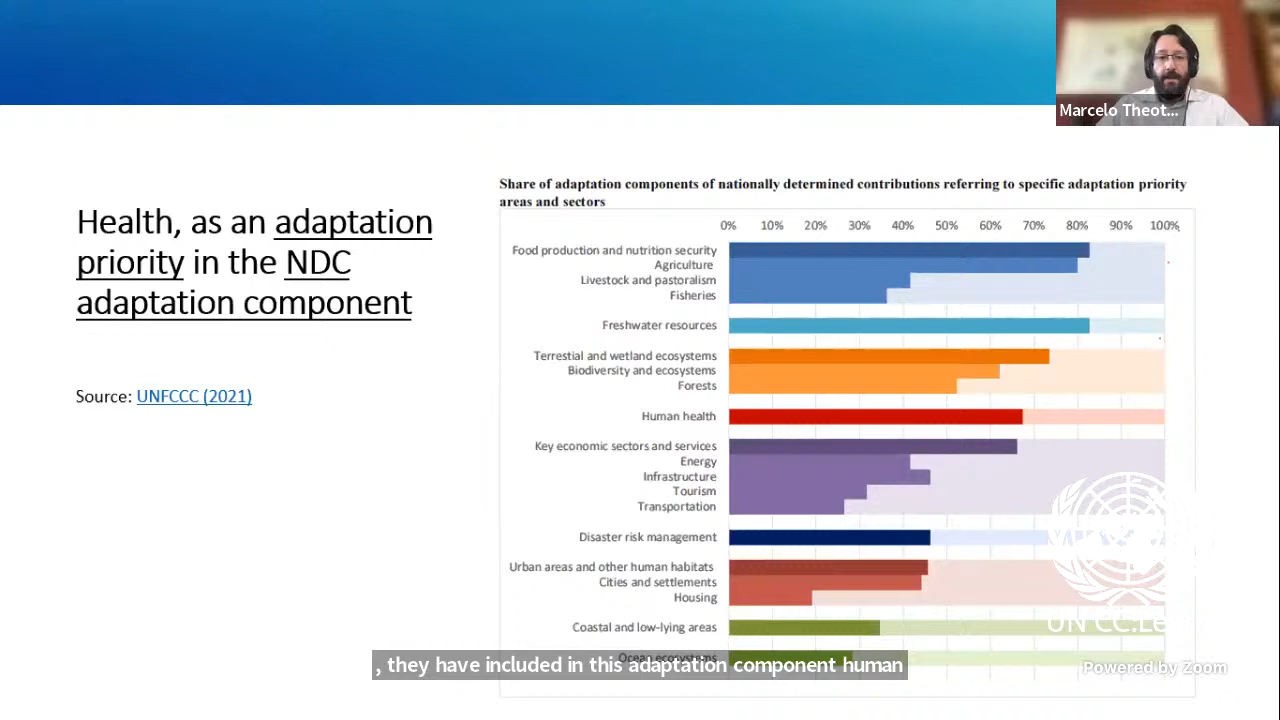 Marcelo Theot...
Health, as an adaptation
priority in the NDC
adaptation component
Source: UNFCCC (2021)
Share of adaptation components of nationally determined contributions referring to specific adaptation priority
areas and sectors
0% 10% 20% 30% 40% 50% 60% 70% 80% 90% 100%
Food production and nutrition security
Agriculture
Livestock and pastoralism
Fisheries
Freshwater resources
Terrestial and wetland ecosystems
Biodiversity and ecosystems
Forests
Human health
Key economic sectors and services
Energy
Infrastructure
Tourism
Transportation
Disaster risk management
Urban areas and other human habitats
Cities and settlements
Housing
Coastal and low-lying areas
UN CC:Le
Ocean ecosystems
, they have included in this adaptation component human
Powered by Zoom